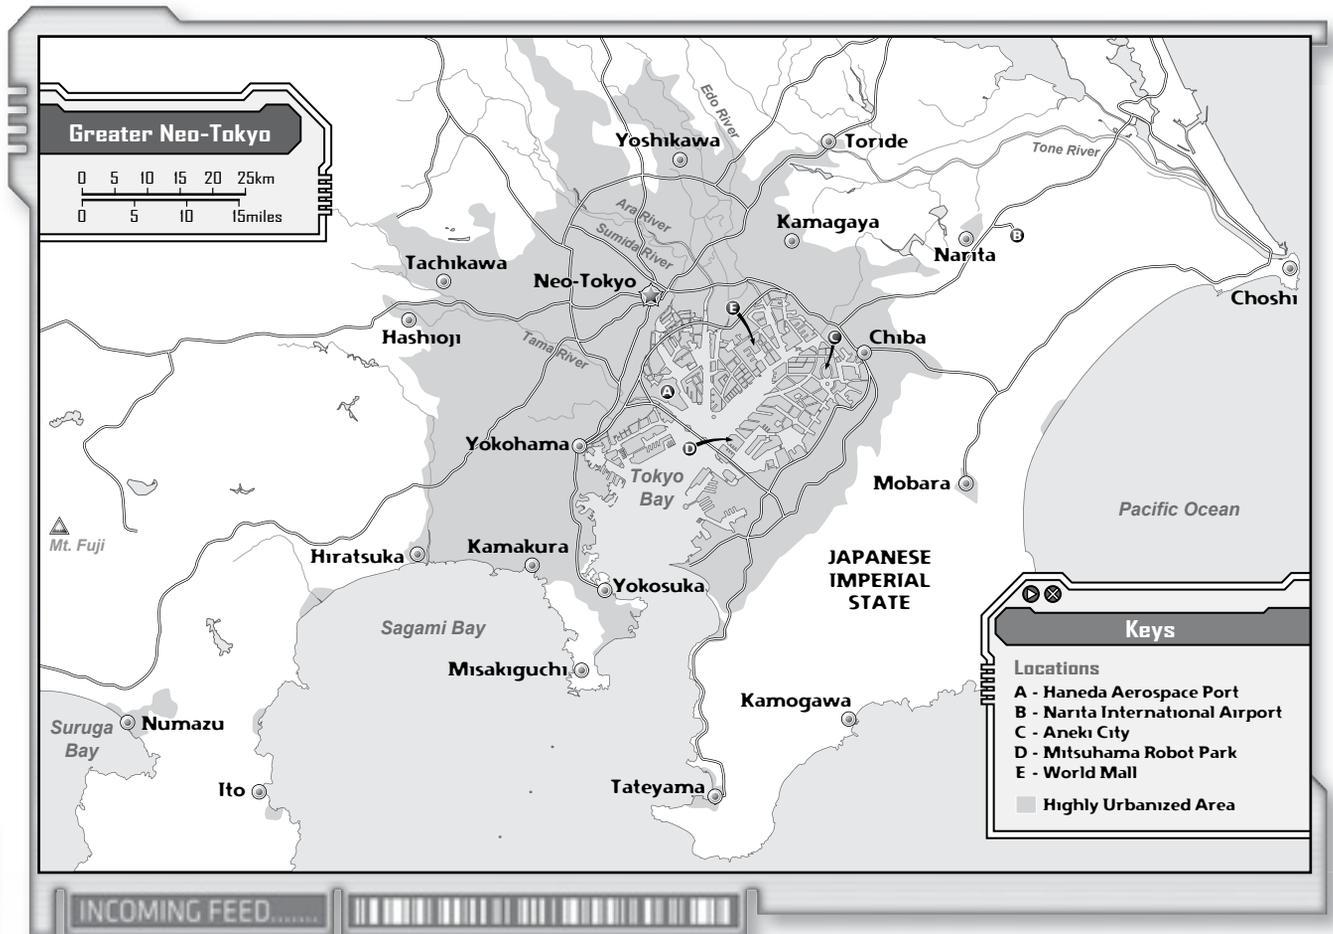 Greater Neo-Tokyo
0 5 10 15 20 25km
0 5 10 15miles
Edo River
Yoshikawa
Toride
Tone River
Ara River
Kamagaya
Sumida River
Narita
B
Tachikawa
Neo-Tokyo
Choshi
E
Hashioji
Tama River
C
Chiba
A
Yokohama
D
Tokyo
Bay
Mobara
Pacific Ocean
Mt. Fuji
Hiratsuka
Kamakura
JAPANESE
IMPERIAL
STATE
Yokosuka
Sagami Bay
Misakiguchi
Kamogawa
Suruga
Bay
Numazu
Ito
Tateyama
Keys
Locations
A - Haneda Aerospace Port
B - Narita International Airport
C - Aneki City
D - Mitsuhama Robot Park
E - World Mall
Highly Urbanized Area
INCOMING FEED.......